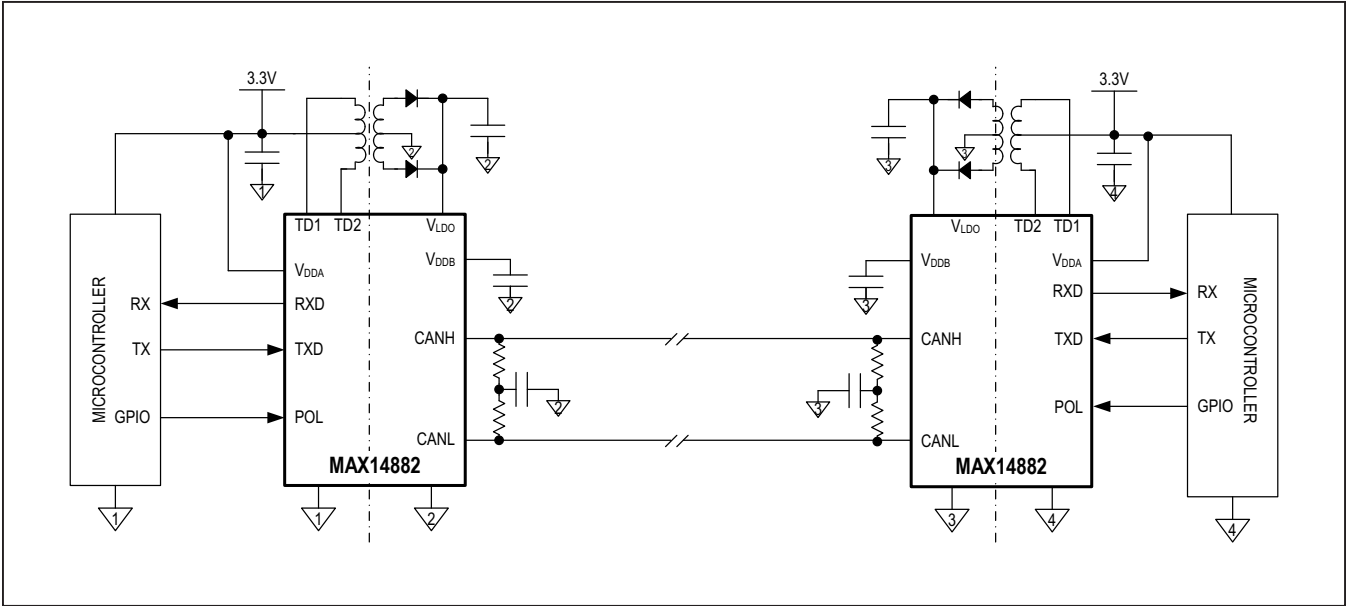 3.3V
3.3V
1
2
2
3
3
4
TD1 TD2
VLDO
VLDO
TD2 TD1
VDDA
VDDB
2
3
VDDB
VDDA
MICROCONTROLLER
RX
RXD
RXD
RX
MICROCONTROLLER
TX
TXD
CANH
CANH
TXD
TX
GPIO
POL
2
3
POL
GPIO
CANL
CANL
MAX14882
MAX14882
1
1
2
3
4
4